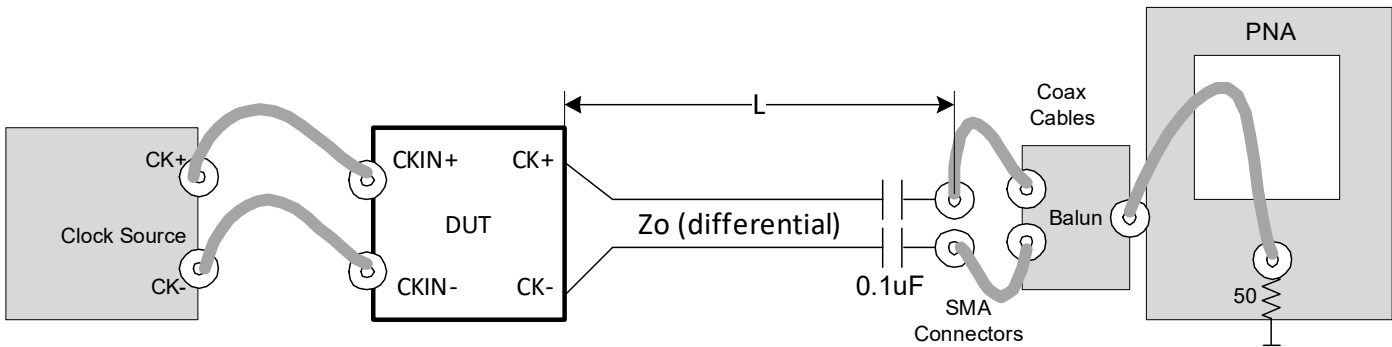 PNA
L
Coax
Cables
CK+
CKIN+
CK+
Clock Source
DUT
Zo (differential)
Balun
CK-
CKIN-
CK-
0.1uF
SMA
Connectors
50